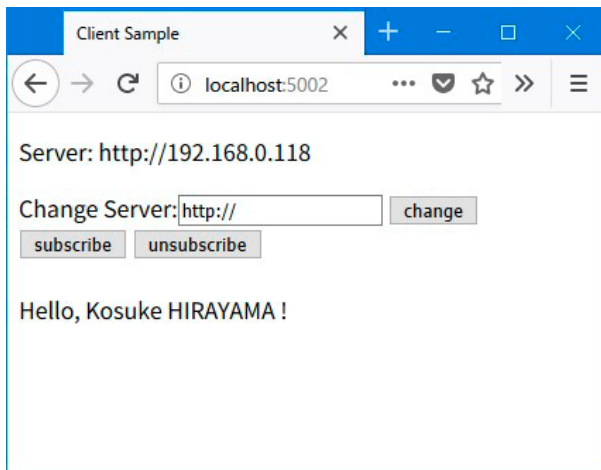 Client Sample
localhost:5002
Server: http://192.168.0.118
Change Server: http:// change
subscribe unsubscribe
Hello, Kosuke HIRAYAMA !